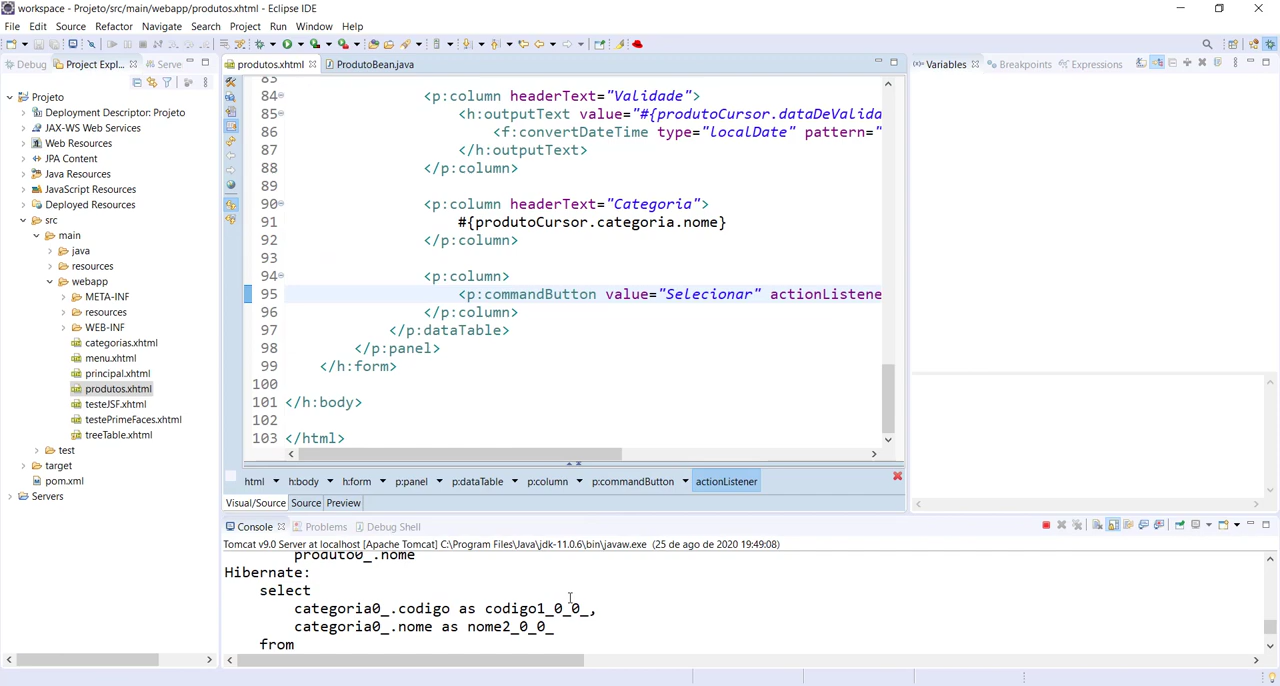 workspace - Projeto/src/main/webapp/produtos.xhtml - Eclipse IDE
File Edit Source Refactor Navigate Search Project Run Window Help
Debug Project Expl... Serve
produtos.xhtml ProdutoBean.java
Variables Breakpoints Expressions
Projeto
Deployment Descriptor: Projeto
JAX-WS Web Services
Web Resources
JPA Content
Java Resources
JavaScript Resources
Deployed Resources
src
main
java
resources
webapp
META-INF
resources
WEB-INF
categorias.xhtml
menu.xhtml
principal.xhtml
produtos.xhtml
testeJSF.xhtml
testePrimeFaces.xhtml
treeTable.xhtml
test
target
pom.xml
Servers
83
84 <p:column headerText="Validade">
85 <h:outputText value="#{produtoCursor.dataDeValida
86 <f:convertDateTime type="localDate" pattern="
87 </h:outputText>
88 </p:column>
89
90 <p:column headerText="Categoria">
91 #{produtoCursor.categoria.nome}
92 </p:column>
93
94 <p:column>
95 <p:commandButton value="Selecionar" actionListene
96 </p:column>
97 </p:dataTable>
98 </p:panel>
99 </h:form>
100
101 </h:body>
102
103 </html>
html h:body h:form p:panel p:dataTable p:column p:commandButton actionListener
Visual/Source Source Preview
Console Problems Debug Shell
Tomcat v9.0 Server at localhost [Apache Tomcat] C:\Program Files\Java\jdk-11.0.6\bin\javaw.exe (25 de ago de 2020 19:49:08)
produto0_.nome
Hibernate:
select
categoria0_.codigo as codigo1_0_0_,
categoria0_.nome as nome2_0_0_
from